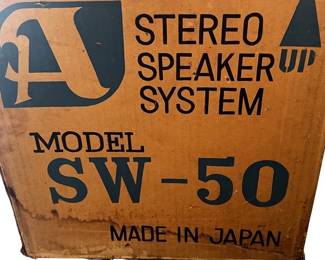 A
STEREO
SPEAKER UP
SYSTEM
MODEL
SW-50
MADE IN JAPAN